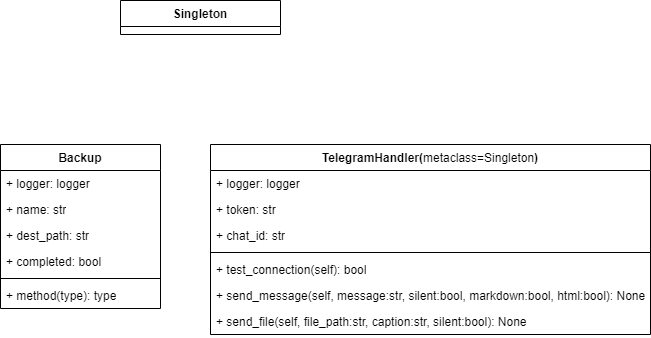 Singleton
Backup
+ logger: logger
+ name: str
+ dest_path: str
+ completed: bool
+ method(type): type
TelegramHandler(metaclass=Singleton)
+ logger: logger
+ token: str
+ chat_id: str
+ test_connection(self): bool
+ send_message(self, message:str, silent:bool, markdown:bool, html:bool): None
+ send_file(self, file_path:str, caption:str, silent:bool): None